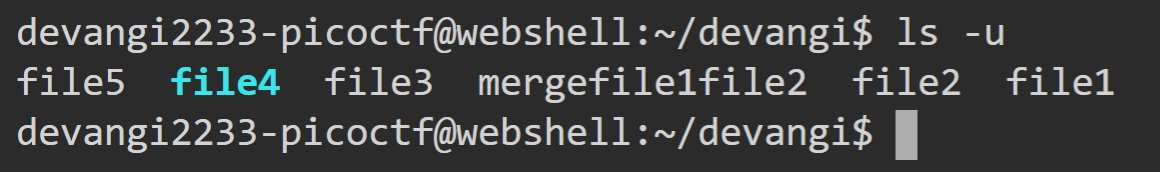 devangi2233-picoctf@webshell:~/devangi$ ls -u
file5  file4  file3  mergefile1file2  file2  file1
devangi2233-picoctf@webshell:~/devangi$